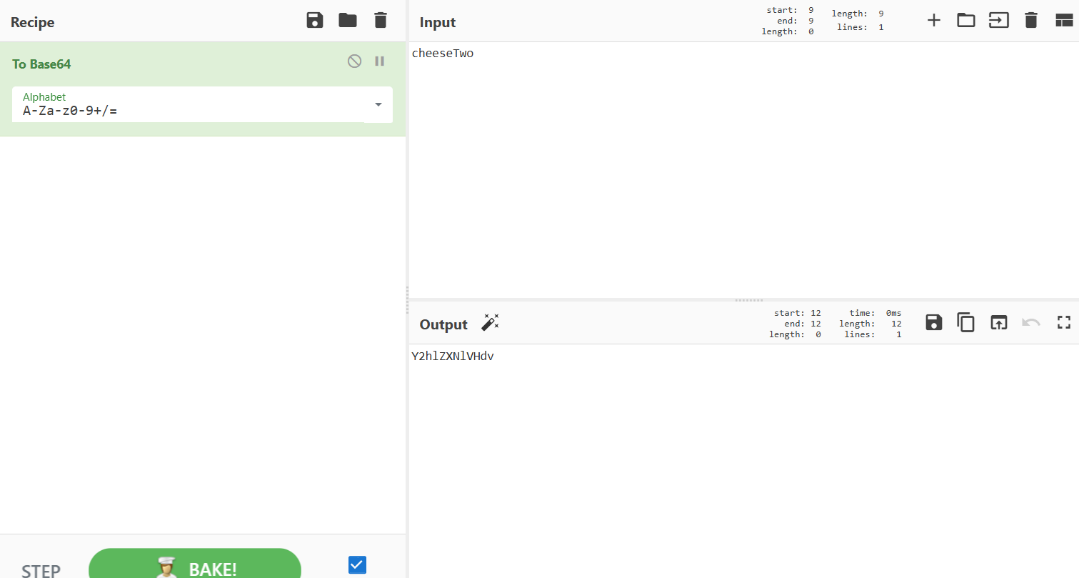 Recipe
To Base64
Alphabet
A-Za-z0-9+/=
STEP
BAKE!
Input
start: 9
end: 9
length: 0
length: 9
lines: 1
cheeseTwo
Output
start: 12
end: 12
length: 0
time: 0ms
length: 12
lines: 1
Y2hlZXNlVHdv